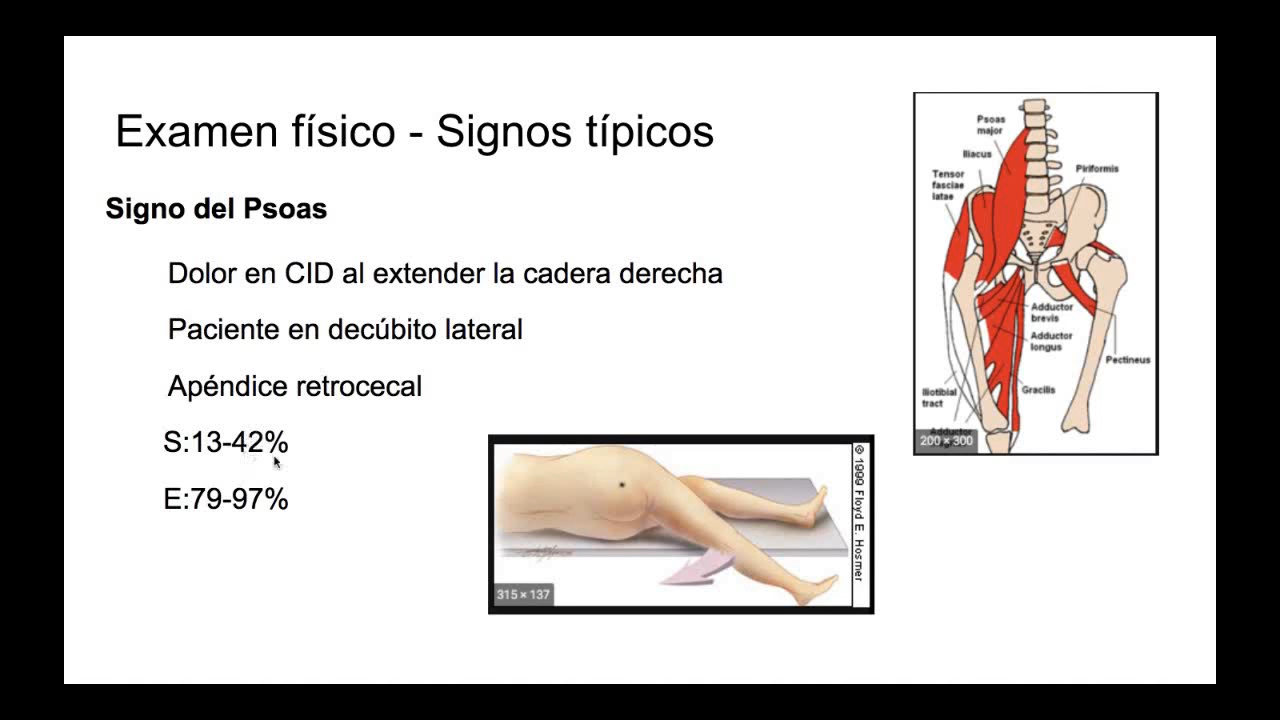 Examen físico - Signos típicos
Signo del Psoas
Dolor en CID al extender la cadera derecha
Paciente en decúbito lateral
Apéndice retrocecal
S:13-42%
E:79-97%
Psoas
major
Iliacus
Tensor
fasciae
latae
Piriformis
Adductor
brevis
Adductor
longus
Pectineus
Gracilis
Iliotibial
tract
Adductor
200 × 300
© 1999 Floyd E. Hosmer
315 × 137